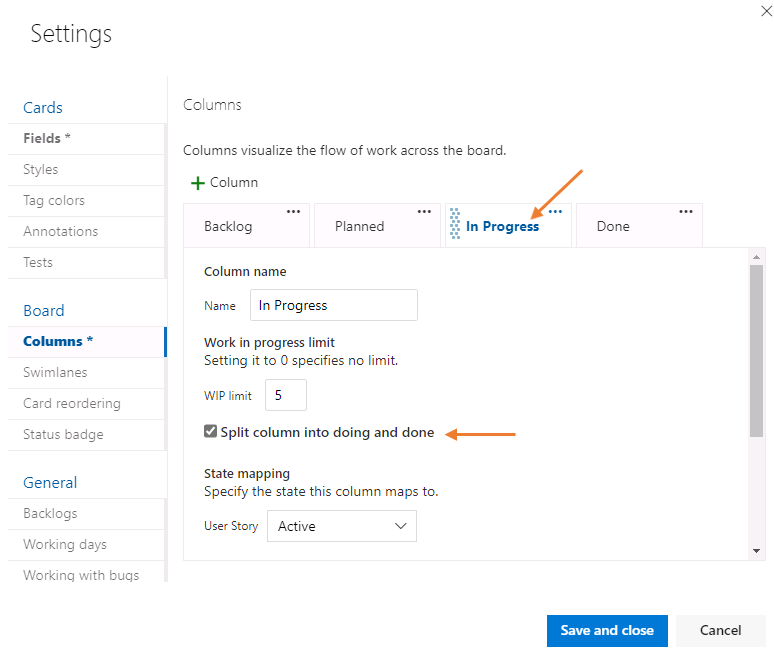 Settings
Cards
Fields *
Styles
Tag colors
Annotations
Tests
Board
Columns *
Swimlanes
Card reordering
Status badge
General
Backlogs
Working days
Working with bugs
Columns
Columns visualize the flow of work across the board.
+ Column
Backlog ... Planned ... In Progress ... Done ...
Column name
Name In Progress
Work in progress limit
Setting it to 0 specifies no limit.
WIP limit 5
Split column into doing and done
State mapping
Specify the state this column maps to.
User Story Active
Save and close Cancel